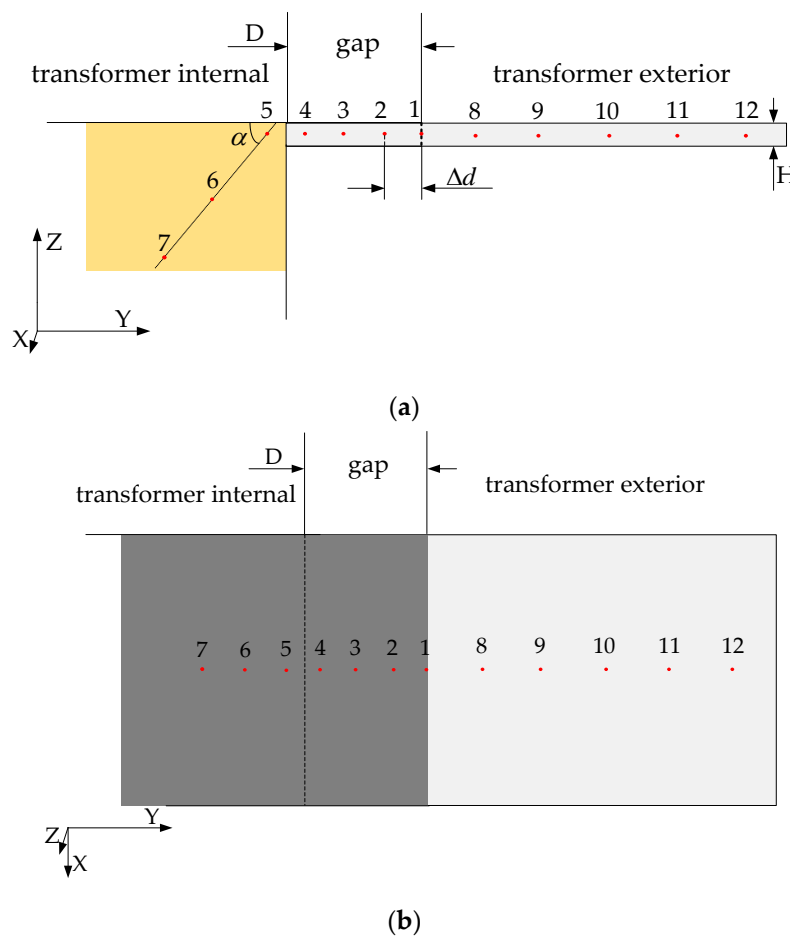 D
gap
transformer internal
transformer exterior
5 4 3 2 1 8 9 10 11 12
α
6
Δd
H
7
Z
Y
X
(a)
D
gap
transformer internal
transformer exterior
7 6 5 4 3 2 1 8 9 10 11 12
Y
Z
X
(b)